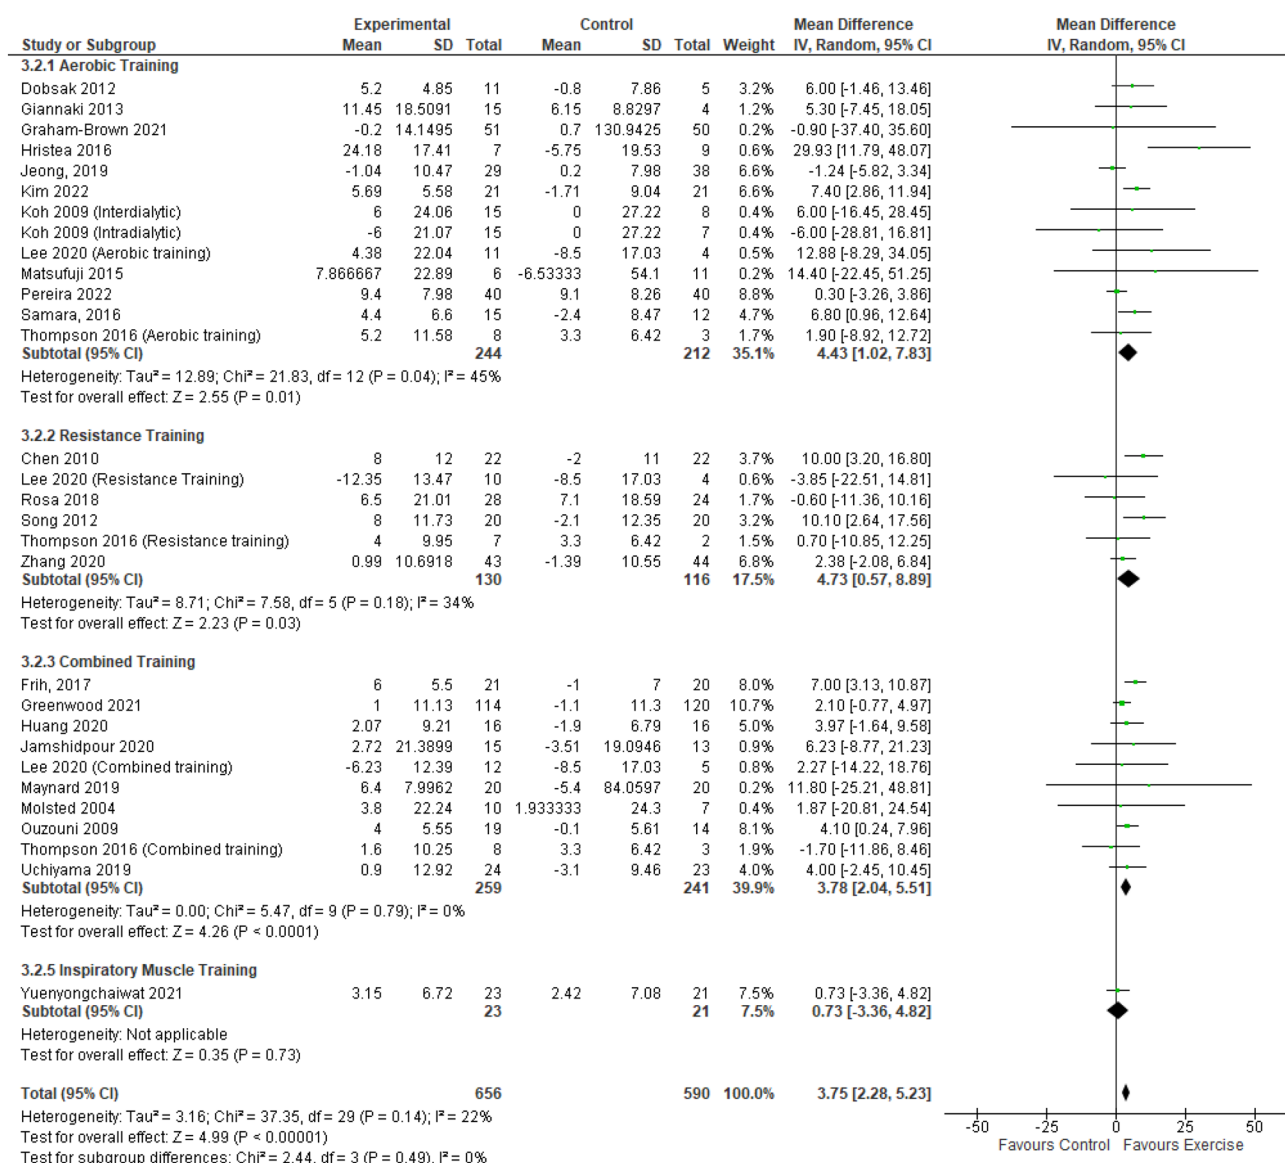 Experimental Control Mean Difference Mean Difference
Study or Subgroup Mean SD Total Mean SD Total Weight IV, Random, 95% CI IV, Random, 95% CI
3.2.1 Aerobic Training
Dobsak 2012 5.2 4.85 11 -0.8 7.86 5 3.2% 6.00 [-1.46, 13.46]
Giannaki 2013 11.45 18.5091 15 6.15 8.8297 4 1.2% 5.30 [-7.45, 18.05]
Graham-Brown 2021 -0.2 14.1495 51 0.7 130.9425 50 0.2% -0.90 [-37.40, 35.60]
Hristea 2016 24.18 17.41 7 -5.75 19.53 9 0.6% 29.93 [11.79, 48.07]
Jeong, 2019 -1.04 10.47 29 0.2 7.98 38 6.6% -1.24 [-5.82, 3.34]
Kim 2022 5.69 5.58 21 -1.71 9.04 21 6.6% 7.40 [2.86, 11.94]
Koh 2009 (Interdialytic) 6 24.06 15 0 27.22 8 0.4% 6.00 [-16.45, 28.45]
Koh 2009 (Intradialytic) -6 21.07 15 0 27.22 7 0.4% -6.00 [-28.81, 16.81]
Lee 2020 (Aerobic training) 4.38 22.04 11 -8.5 17.03 4 0.5% 12.88 [-8.29, 34.05]
Matsufuji 2015 7.866667 22.89 6 -6.53333 54.1 11 0.2% 14.40 [-22.45, 51.25]
Pereira 2022 9.4 7.98 40 9.1 8.26 40 8.8% 0.30 [-3.26, 3.86]
Samara, 2016 4.4 6.6 15 -2.4 8.47 12 4.7% 6.80 [0.96, 12.64]
Thompson 2016 (Aerobic training) 5.2 11.58 8 3.3 6.42 3 1.7% 1.90 [-8.92, 12.72]
Subtotal (95% CI) 244 212 35.1% 4.43 [1.02, 7.83]
Heterogeneity: Tau² = 12.89; Chi² = 21.83, df = 12 (P = 0.04); I² = 45%
Test for overall effect: Z = 2.55 (P = 0.01)
3.2.2 Resistance Training
Chen 2010 8 12 22 -2 11 22 3.7% 10.00 [3.20, 16.80]
Lee 2020 (Resistance Training) -12.35 13.47 10 -8.5 17.03 4 0.6% -3.85 [-22.51, 14.81]
Rosa 2018 6.5 21.01 28 7.1 18.59 24 1.7% -0.60 [-11.36, 10.16]
Song 2012 8 11.73 20 -2.1 12.35 20 3.2% 10.10 [2.64, 17.56]
Thompson 2016 (Resistance training) 4 9.95 7 3.3 6.42 2 1.5% 0.70 [-10.85, 12.25]
Zhang 2020 0.99 10.6918 43 -1.39 10.55 44 6.8% 2.38 [-2.08, 6.84]
Subtotal (95% CI) 130 116 17.5% 4.73 [0.57, 8.89]
Heterogeneity: Tau² = 8.71; Chi² = 7.58, df = 5 (P = 0.18); I² = 34%
Test for overall effect: Z = 2.23 (P = 0.03)
3.2.3 Combined Training
Frih, 2017 6 5.5 21 -1 7 20 8.0% 7.00 [3.13, 10.87]
Greenwood 2021 1 11.13 114 -1.1 11.3 120 10.7% 2.10 [-0.77, 4.97]
Huang 2020 2.07 9.21 16 -1.9 6.79 16 5.0% 3.97 [-1.64, 9.58]
Jamshidpour 2020 2.72 21.3899 15 -3.51 19.0946 13 0.9% 6.23 [-8.77, 21.23]
Lee 2020 (Combined training) -6.23 12.39 12 -8.5 17.03 5 0.8% 2.27 [-14.22, 18.76]
Maynard 2019 6.4 7.9962 20 -5.4 84.0597 20 0.2% 11.80 [-25.21, 48.81]
Molsted 2004 3.8 22.24 10 1.933333 24.3 7 0.4% 1.87 [-20.81, 24.54]
Ouzouni 2009 4 5.55 19 -0.1 5.61 14 8.1% 4.10 [0.24, 7.96]
Thompson 2016 (Combined training) 1.6 10.25 8 3.3 6.42 3 1.9% -1.70 [-11.86, 8.46]
Uchiyama 2019 0.9 12.92 24 -3.1 9.46 23 4.0% 4.00 [-2.45, 10.45]
Subtotal (95% CI) 259 241 39.9% 3.78 [2.04, 5.51]
Heterogeneity: Tau² = 0.00; Chi² = 5.47, df = 9 (P = 0.79); I² = 0%
Test for overall effect: Z = 4.26 (P < 0.0001)
3.2.5 Inspiratory Muscle Training
Yuenyongchaiwat 2021 3.15 6.72 23 2.42 7.08 21 7.5% 0.73 [-3.36, 4.82]
Subtotal (95% CI) 23 21 7.5% 0.73 [-3.36, 4.82]
Heterogeneity: Not applicable
Test for overall effect: Z = 0.35 (P = 0.73)
Total (95% CI) 656 590 100.0% 3.75 [2.28, 5.23]
Heterogeneity: Tau² = 3.16; Chi² = 37.35, df = 29 (P = 0.14); I² = 22%
Test for overall effect: Z = 4.99 (P < 0.00001)
Test for subgroup differences: Chi² = 2.44, df = 3 (P = 0.49), I² = 0%
-50 -25 0 25 50
Favours Control Favours Exercise